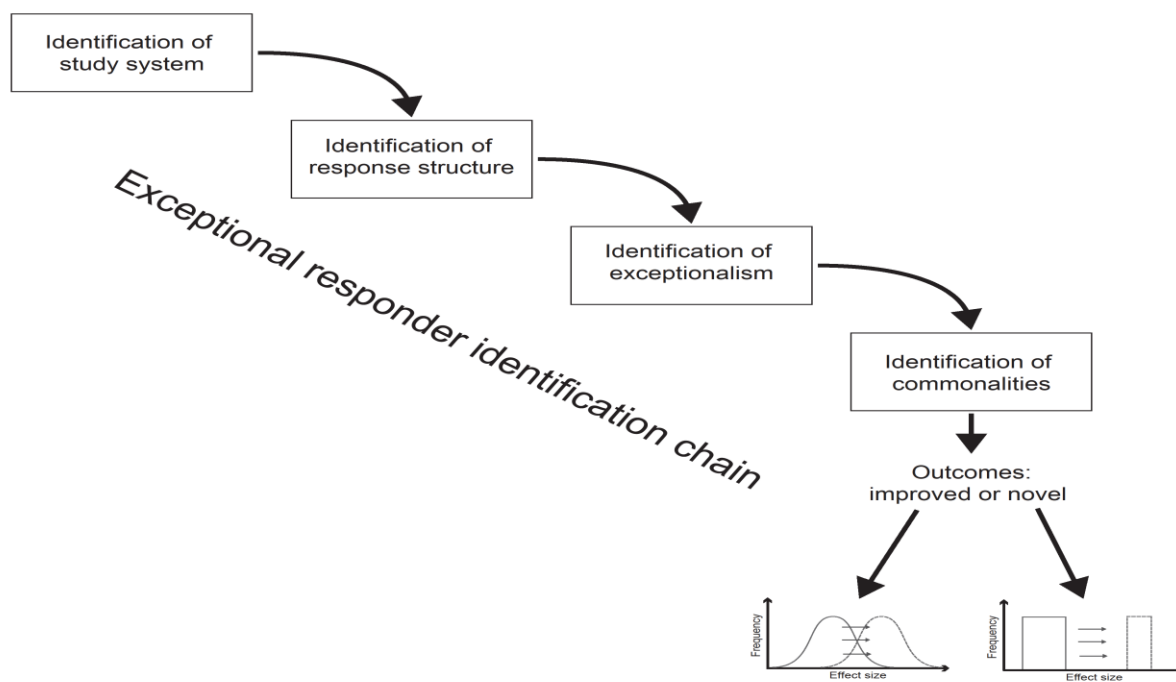 Identification of
study system
Identification of
response structure
Identification of
exceptionalism
Identification of
commonalities
Exceptional responder identification chain
Outcomes:
improved or novel
Frequency
Effect size
Frequency
Effect size